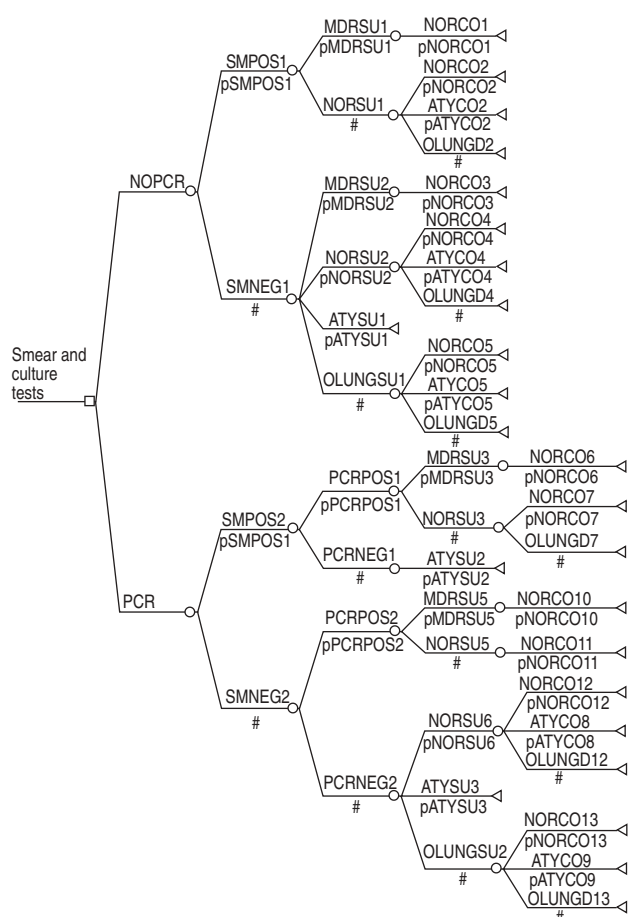 MDRSU1
pMDRSU1
NORCO1
pNORCO1
SMPOS1
pSMPOS1
NORCO2
pNORCO2
NORSU1
#
ATYCO2
pATYCO2
OLUNGD2
#
NOPCR
MDRSU2
pMDRSU2
NORCO3
pNORCO3
NORCO4
pNORCO4
NORSU2
pNORSU2
ATYCO4
pATYCO4
SMNEG1
#
OLUNGD4
#
ATYSU1
pATYSU1
Smear and
culture
tests
NORCO5
pNORCO5
OLUNGSU1
#
ATYCO5
pATYCO5
OLUNGD5
#
MDRSU3
pMDRSU3
NORCO6
pNORCO6
PCRPOS1
pPCRPOS1
NORCO7
pNORCO7
SMPOS2
pSMPOS1
NORSU3
#
OLUNGD7
#
PCRNEG1
#
ATYSU2
pATYSU2
PCR
MDRSU5
pMDRSU5
NORCO10
pNORCO10
PCRPOS2
pPCRPOS2
NORSU5
#
NORCO11
pNORCO11
SMNEG2
#
NORCO12
pNORCO12
NORSU6
pNORSU6
ATYCO8
pATYCO8
OLUNGD12
#
PCRNEG2
#
ATYSU3
pATYSU3
NORCO13
pNORCO13
OLUNGSU2
#
ATYCO9
pATYCO9
OLUNGD13
#